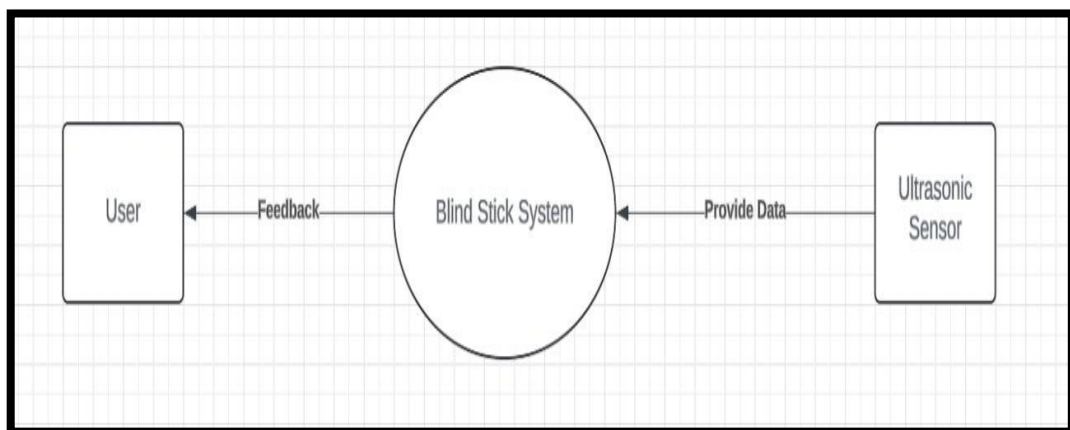 User
Feedback
Blind Stick System
Provide Data
Ultrasonic
Sensor